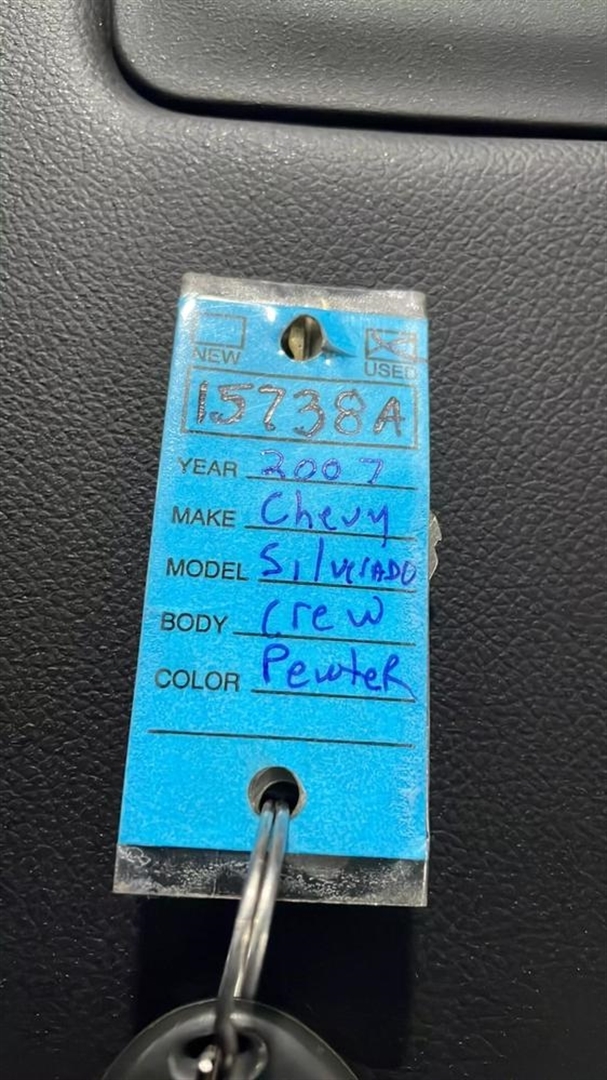 NEW USED
15738A
YEAR 2007
MAKE Chevy
MODEL SilverADO
BODY Crew
COLOR PewteR